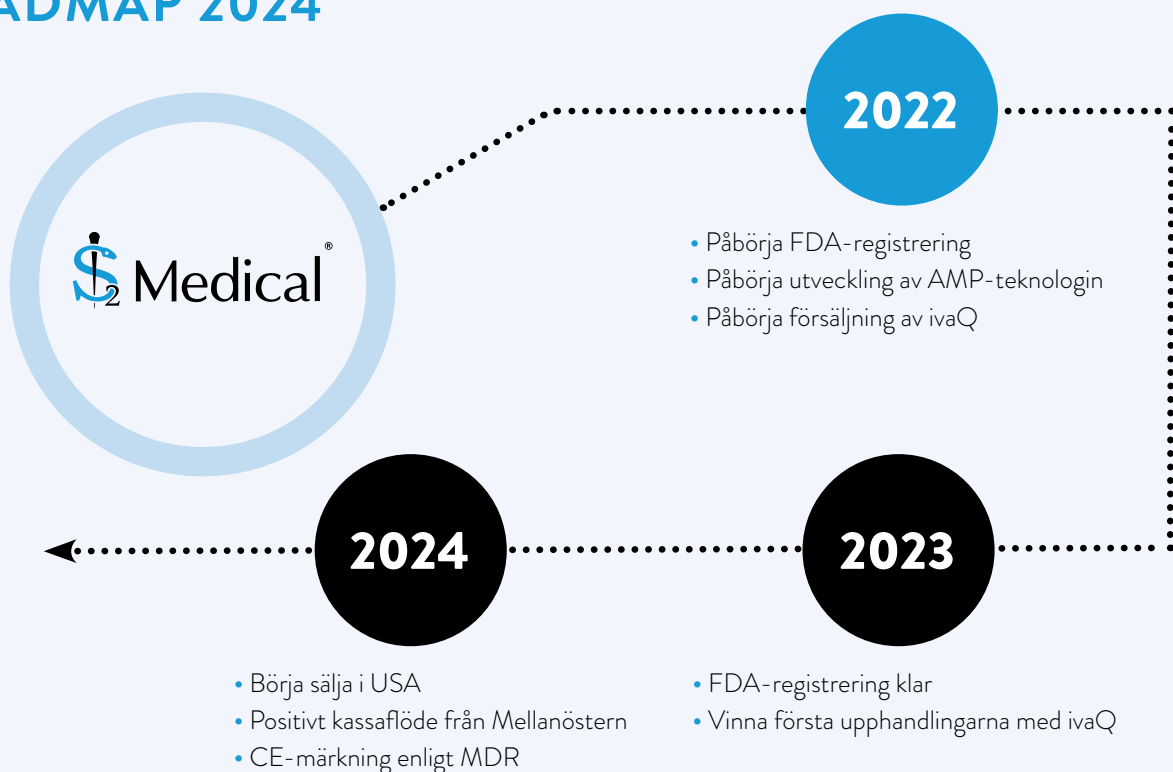 ADMAP 2024
S2 Medical®
2022
• Påbörja FDA-registrering
• Påbörja utveckling av AMP-teknologin
• Påbörja försäljning av ivaQ
2023
• FDA-registrering klar
• Vinna första upphandlingarna med ivaQ
2024
• Börja sälja i USA
• Positivt kassaflöde från Mellanöstern
• CE-märkning enligt MDR